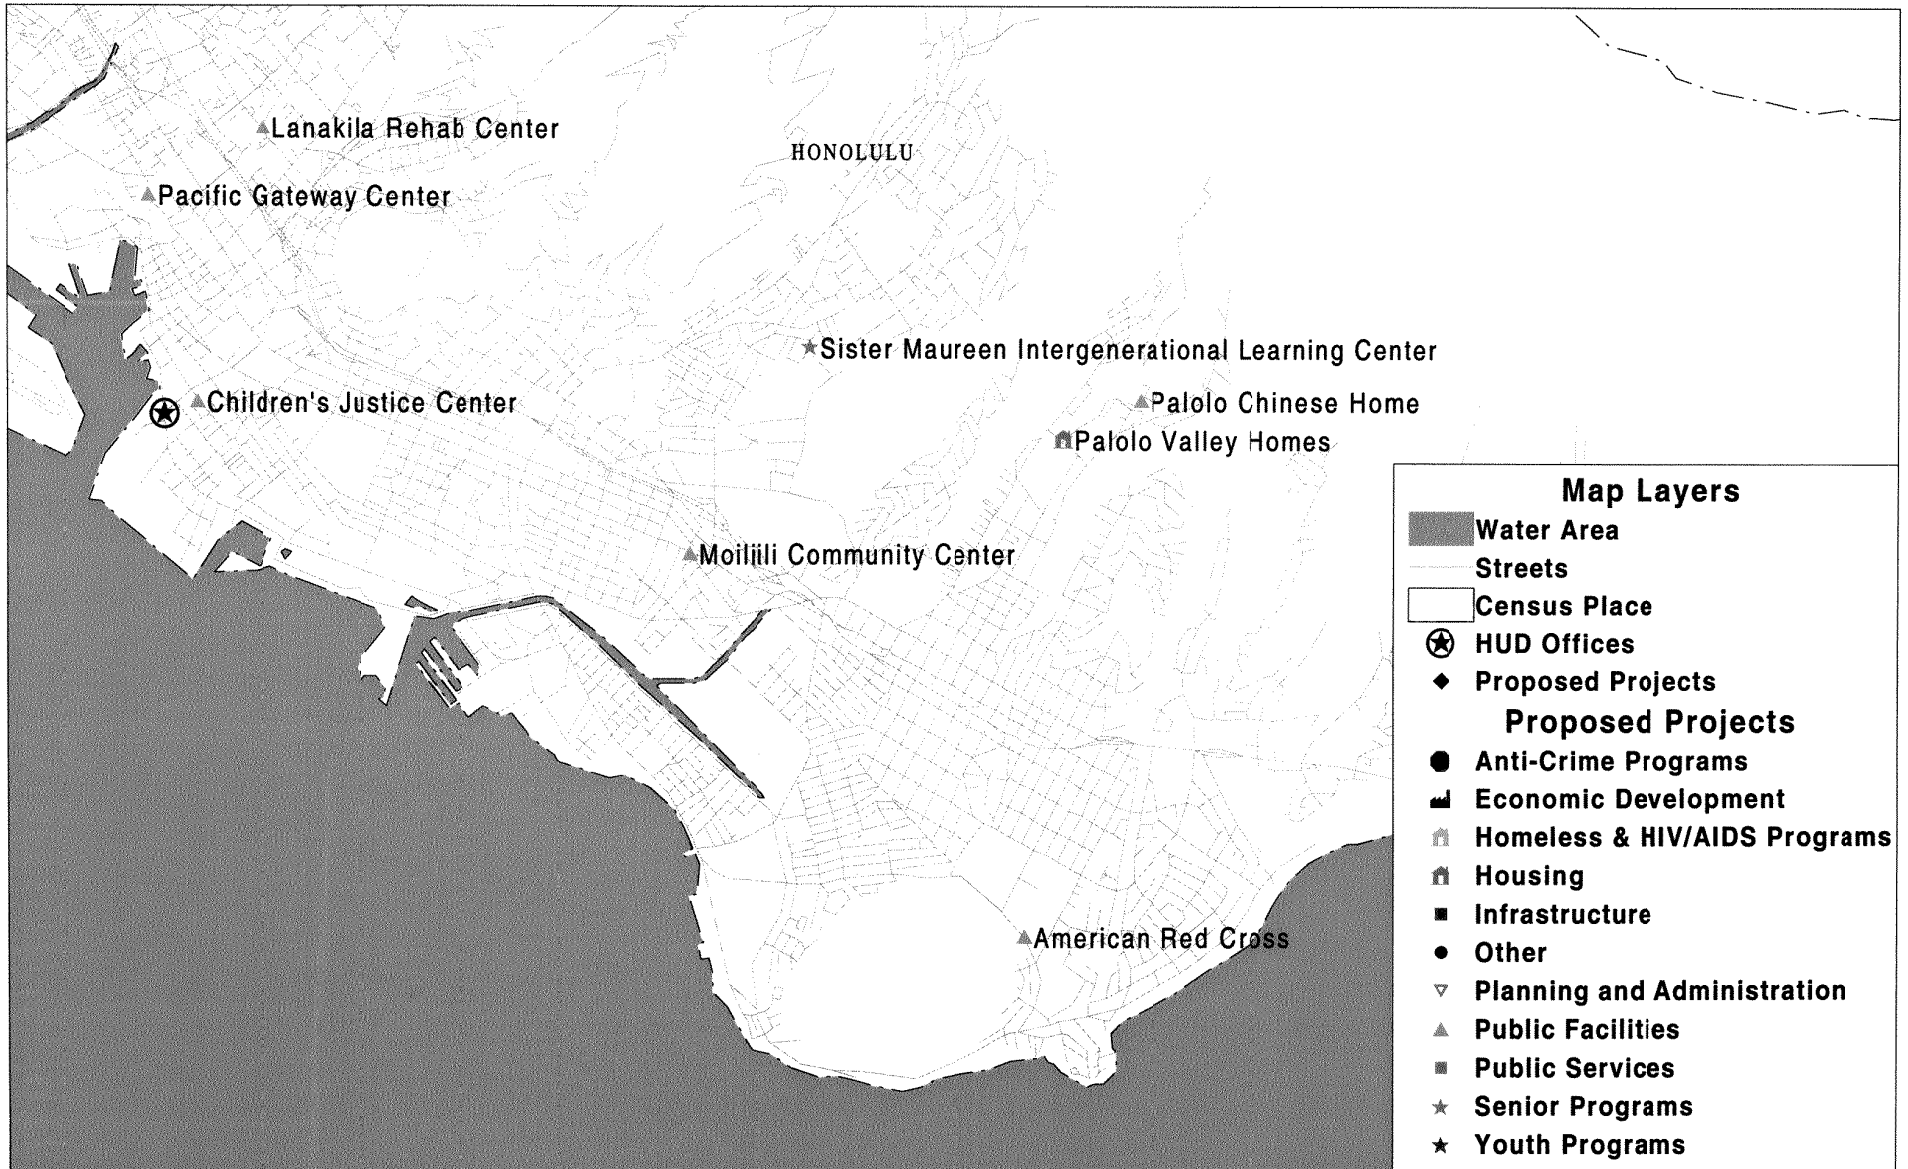 Lanakila Rehab Center
HONOLULU
Pacific Gateway Center
Sister Maureen Intergenerational Learning Center
Children's Justice Center
Palolo Chinese Home
Palolo Valley Homes
Moiliili Community Center
American Red Cross
Map Layers
Water Area
Streets
Census Place
HUD Offices
Proposed Projects
Proposed Projects
Anti-Crime Programs
Economic Development
Homeless & HIV/AIDS Programs
Housing
Infrastructure
Other
Planning and Administration
Public Facilities
Public Services
Senior Programs
Youth Programs